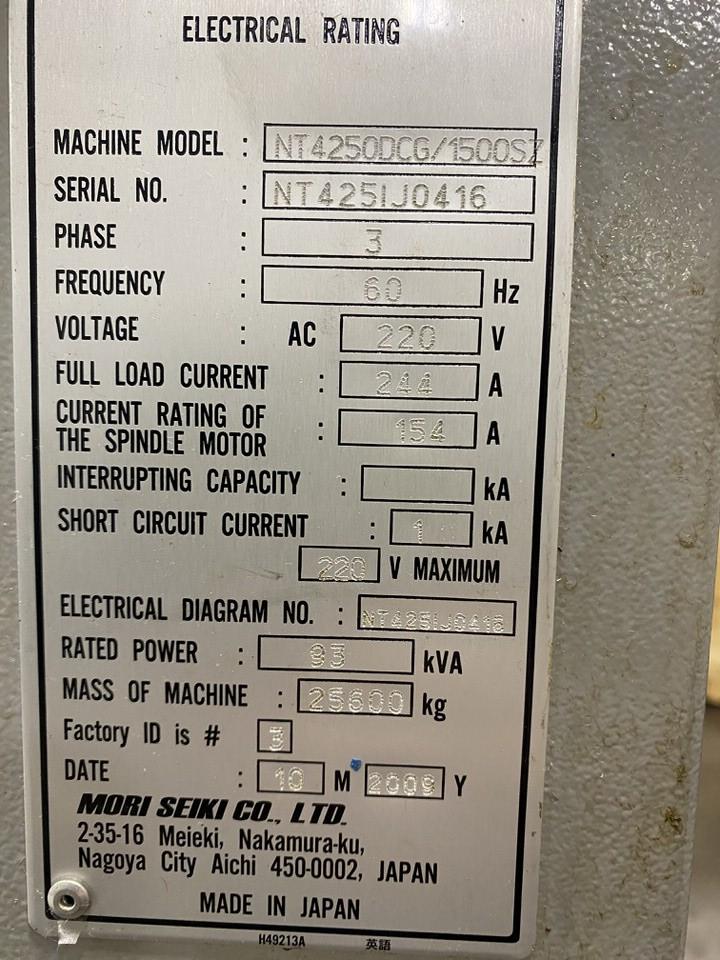 ELECTRICAL RATING
MACHINE MODEL : NT4250DCG/1500SZ
SERIAL NO. : NT425IJ0416
PHASE : 3
FREQUENCY : 60 Hz
VOLTAGE : AC 220 V
FULL LOAD CURRENT : 244 A
CURRENT RATING OF
THE SPINDLE MOTOR : 154 A
INTERRUPTING CAPACITY : kA
SHORT CIRCUIT CURRENT : 1 kA
220 V MAXIMUM
ELECTRICAL DIAGRAM NO. : NT425IJ0416
RATED POWER : 93 kVA
MASS OF MACHINE : 25600 kg
Factory ID is # 3
DATE : 10 M 2009 Y
MORI SEIKI CO., LTD.
2-35-16 Meieki, Nakamura-ku,
Nagoya City Aichi 450-0002, JAPAN
MADE IN JAPAN
H49213A 英語